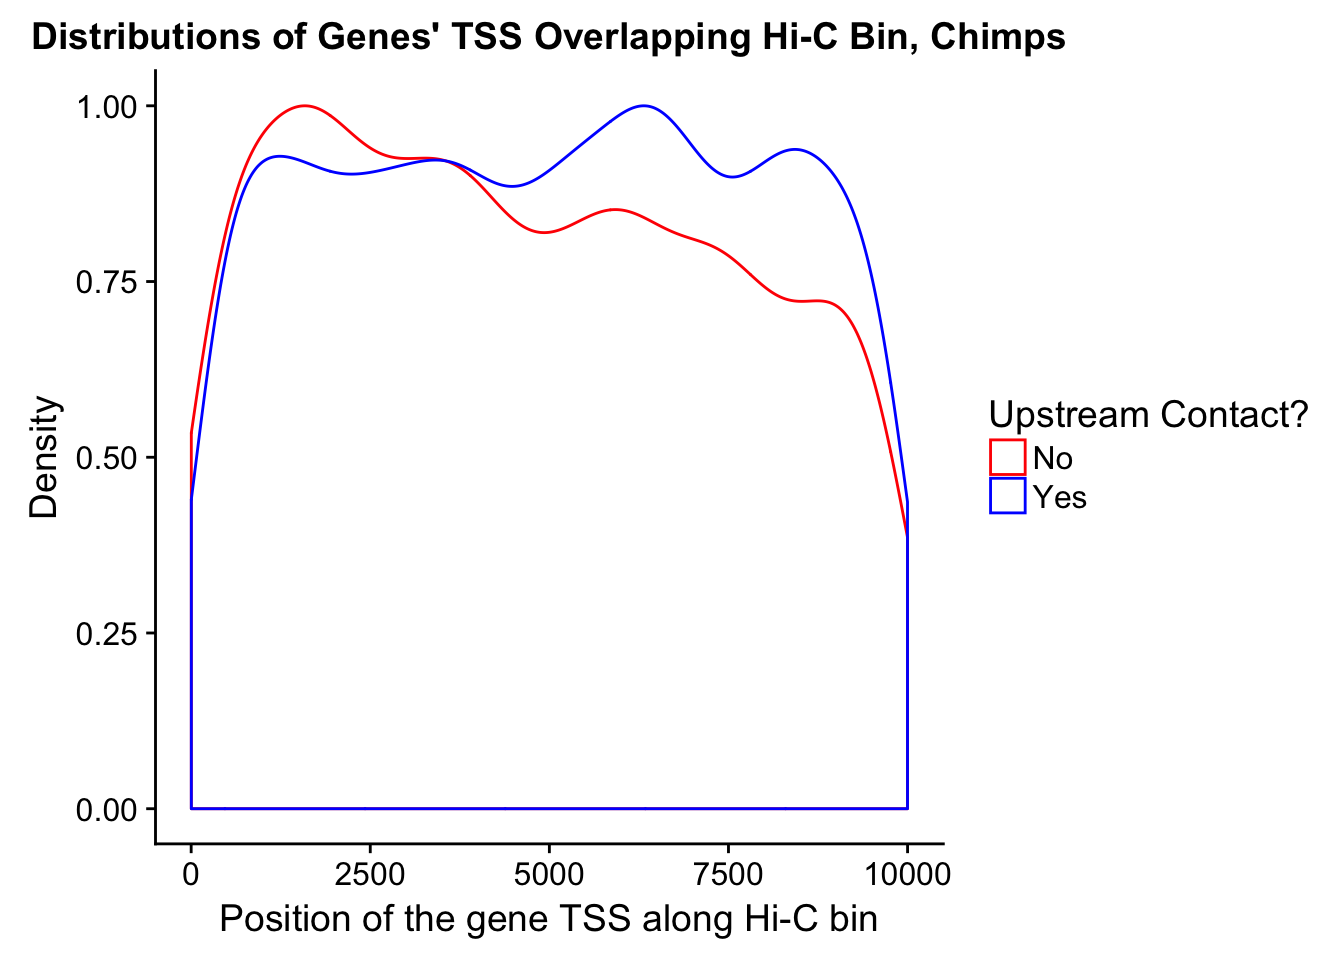 Distributions of Genes' TSS Overlapping Hi-C Bin, Chimps
1.00
0.75
0.50
0.25
0.00
Density
0 2500 5000 7500 10000
Position of the gene TSS along Hi-C bin
Upstream Contact?
No
Yes